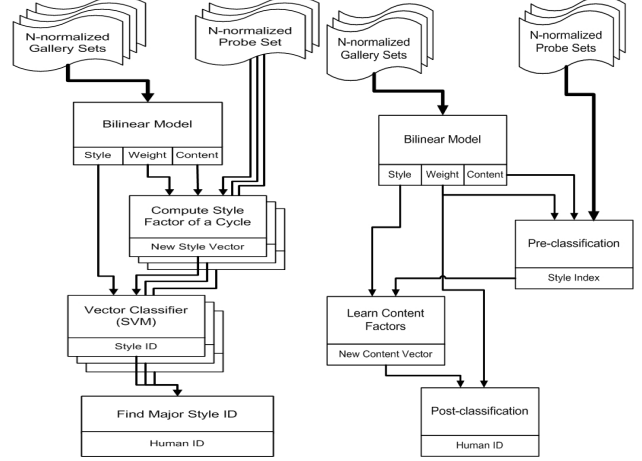 N-normalized
Gallery Sets
N-normalized
Probe Set
Bilinear Model
Style Weight Content
Compute Style
Factor of a Cycle
New Style Vector
Vector Classifier
(SVM)
Style ID
Find Major Style ID
Human ID
N-normalized
Gallery Sets
N-normalized
Probe Sets
Bilinear Model
Style Weight Content
Pre-classification
Style Index
Learn Content
Factors
New Content Vector
Post-classification
Human ID